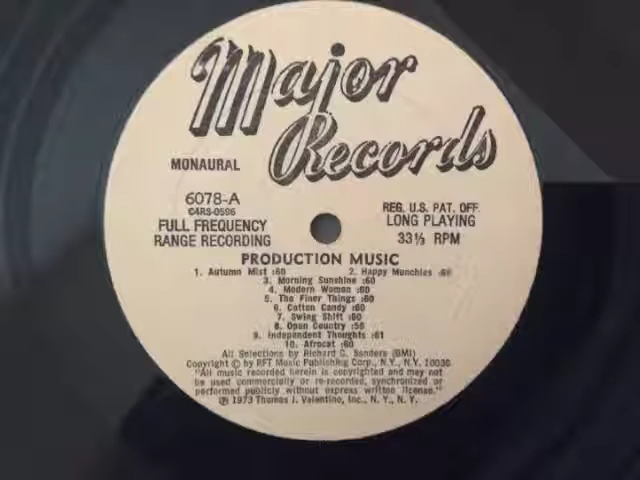 Major
Records
MONAURAL
6078-A
C4RS-0596
FULL FREQUENCY
RANGE RECORDING
REG. U.S. PAT. OFF.
LONG PLAYING
33⅓ RPM
PRODUCTION MUSIC
1. Autumn Mist :60 2. Happy Munchies :60
3. Morning Sunshine :60
4. Modern Woman :60
5. The Finer Things :60
6. Cotton Candy :60
7. Swing Shift :60
8. Open Country :58
9. Independent Thoughts :61
10. Afrocat :60
All Selections by Richard C. Sanders (BMI)
Copyright © by RFT Music Publishing Corp., N.Y., N.Y. 10036
"All music recorded herein is copyrighted and may not
be used commercially or re-recorded, synchronized or
performed publicly without express written license."
℗ 1973 Thomas J. Valentino, Inc., N.Y., N.Y.